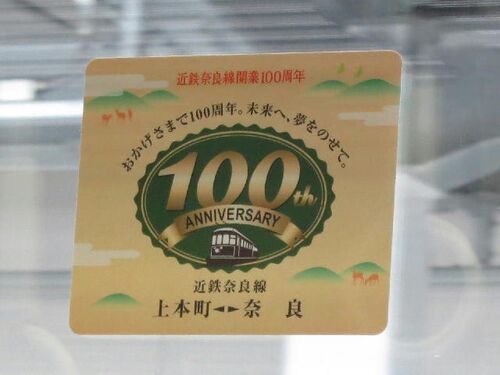 近鉄奈良線開業100周年
おかげさまで100周年。未来へ、夢をのせて。
100th
ANNIVERSARY
近鉄奈良線
上本町◄►奈 良